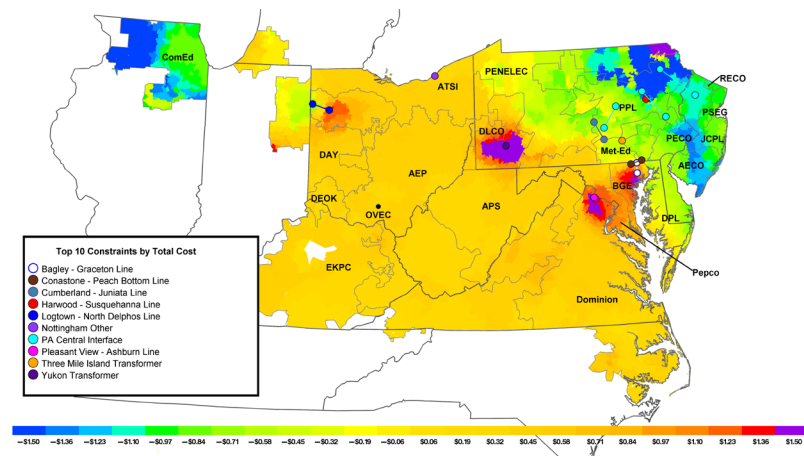 ComEd
ATSI
PENELEC
RECO
PPL
PSEG
DLCO
PECO
JCPL
Met-Ed
DAY
AECO
AEP
BGE
DEOK
APS
OVEC
DPL
EKPC
Pepco
Dominion
Top 10 Constraints by Total Cost
Bagley - Graceton Line
Conastone - Peach Bottom Line
Cumberland - Juniata Line
Harwood - Susquehanna Line
Logtown - North Delphos Line
Nottingham Other
PA Central Interface
Pleasant View - Ashburn Line
Three Mile Island Transformer
Yukon Transformer
−$1.50 −$1.36 −$1.23 −$1.10 −$0.97 −$0.84 −$0.71 −$0.58 −$0.45 −$0.32 −$0.19 −$0.06 $0.06 $0.19 $0.32 $0.45 $0.58 $0.71 $0.84 $0.97 $1.10 $1.23 $1.36 $1.50